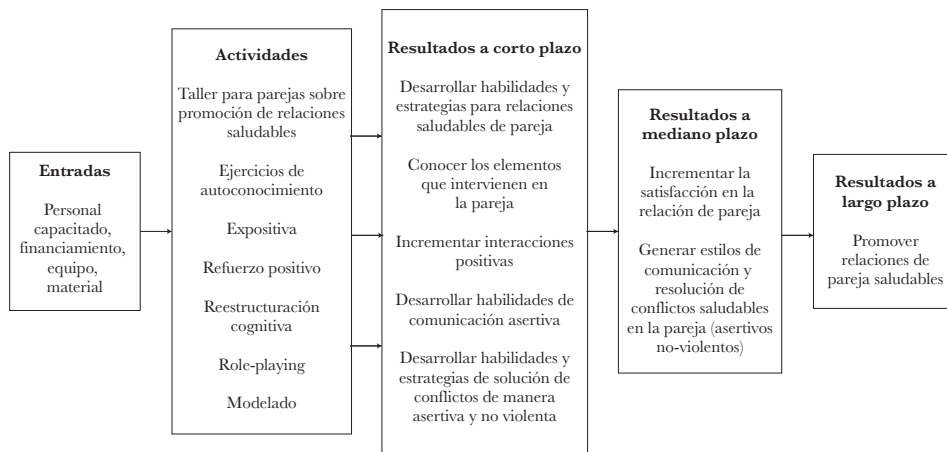 Entradas
Personal
capacitado,
financiamiento,
equipo,
material
Actividades
Taller para parejas sobre
promoción de relaciones
saludables
Ejercicios de
autoconocimiento
Expositiva
Refuerzo positivo
Reestructuración
cognitiva
Role-playing
Modelado
Resultados a corto plazo
Desarrollar habilidades y
estrategias para relaciones
saludables de pareja
Conocer los elementos
que intervienen en
la pareja
Incrementar interacciones
positivas
Desarrollar habilidades de
comunicación asertiva
Desarrollar habilidades y
estrategias de solución de
conflictos de manera
asertiva y no violenta
Resultados a
mediano plazo
Incrementar la
satisfacción en la
relación de pareja
Generar estilos de
comunicación y
resolución de
conflictos saludables
en la pareja (asertivos
no-violentos)
Resultados a
largo plazo
Promover
relaciones de
pareja saludables